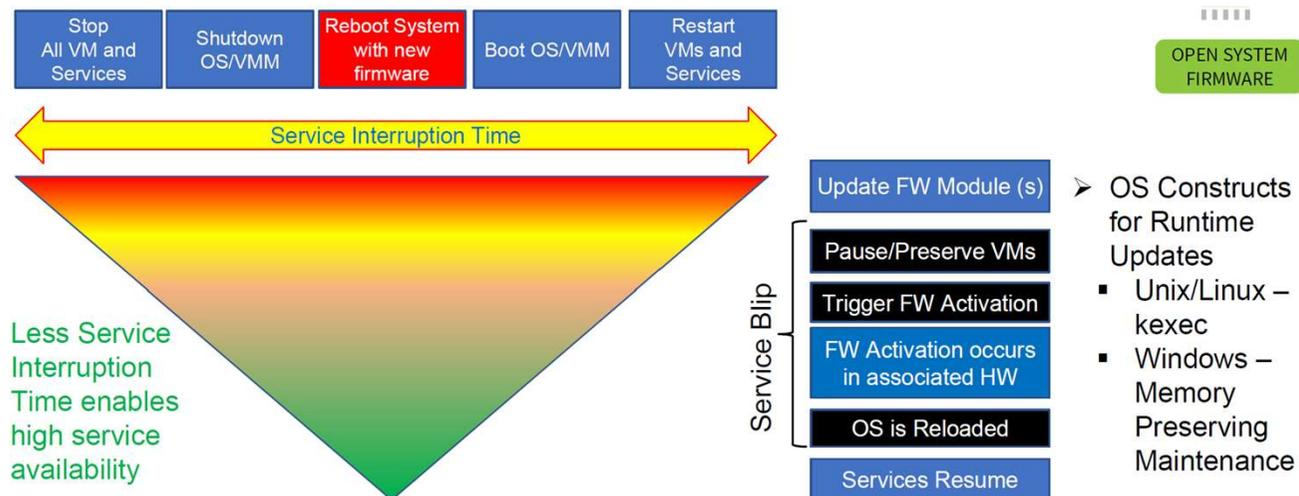 Stop
All VM and
Services
Shutdown
OS/VMM
Reboot System
with new
firmware
Boot OS/VMM
Restart
VMs and
Services
OPEN SYSTEM
FIRMWARE
Service Interruption Time
Less Service
Interruption
Time enables
high service
availability
Service Blip
Update FW Module (s)
Pause/Preserve VMs
Trigger FW Activation
FW Activation occurs
in associated HW
OS is Reloaded
Services Resume
➢ OS Constructs
for Runtime
Updates
▪ Unix/Linux –
kexec
▪ Windows –
Memory
Preserving
Maintenance